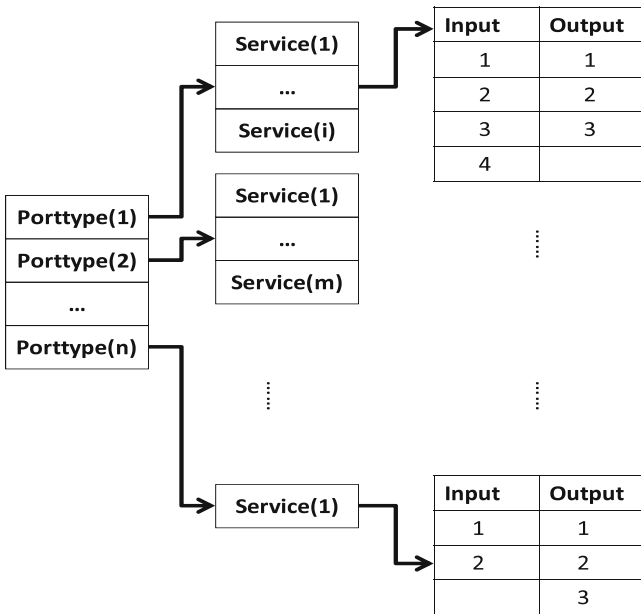 Porttype(1)
Porttype(2)
...
Porttype(n)
Service(1)
...
Service(i)
Service(1)
...
Service(m)
Service(1)
Input Output
1 1
2 2
3 3
4
Input Output
1 1
2 2
3